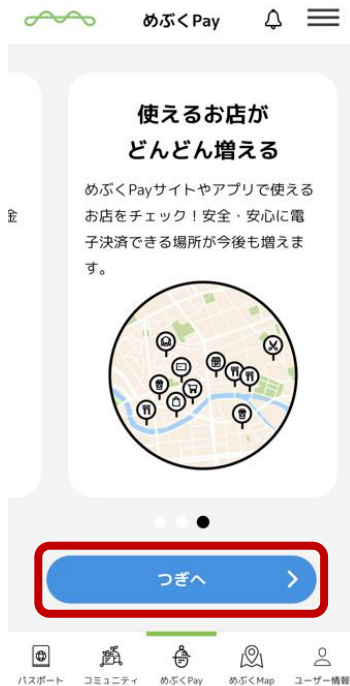 めぶくPay
使えるお店が
どんどん増える
金
めぶくPayサイトやアプリで使える
お店をチェック！安全・安心に電
子決済できる場所が今後も増えま
す。
つぎへ
パスポート
コミュニティ
めぶくPay
めぶくMap
ユーザー情報